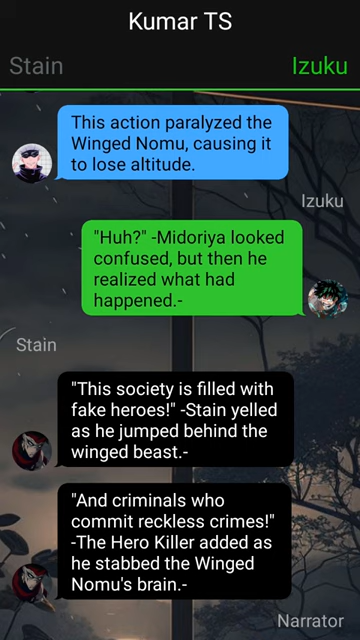 Kumar TS
Stain Izuku
This action paralyzed the
Winged Nomu, causing it
to lose altitude.
Izuku
"Huh?" -Midoriya looked
confused, but then he
realized what had
happened.-
Stain
"This society is filled with
fake heroes!" -Stain yelled
as he jumped behind the
winged beast.-
"And criminals who
commit reckless crimes!"
-The Hero Killer added as
he stabbed the Winged
Nomu's brain.-
Narrator